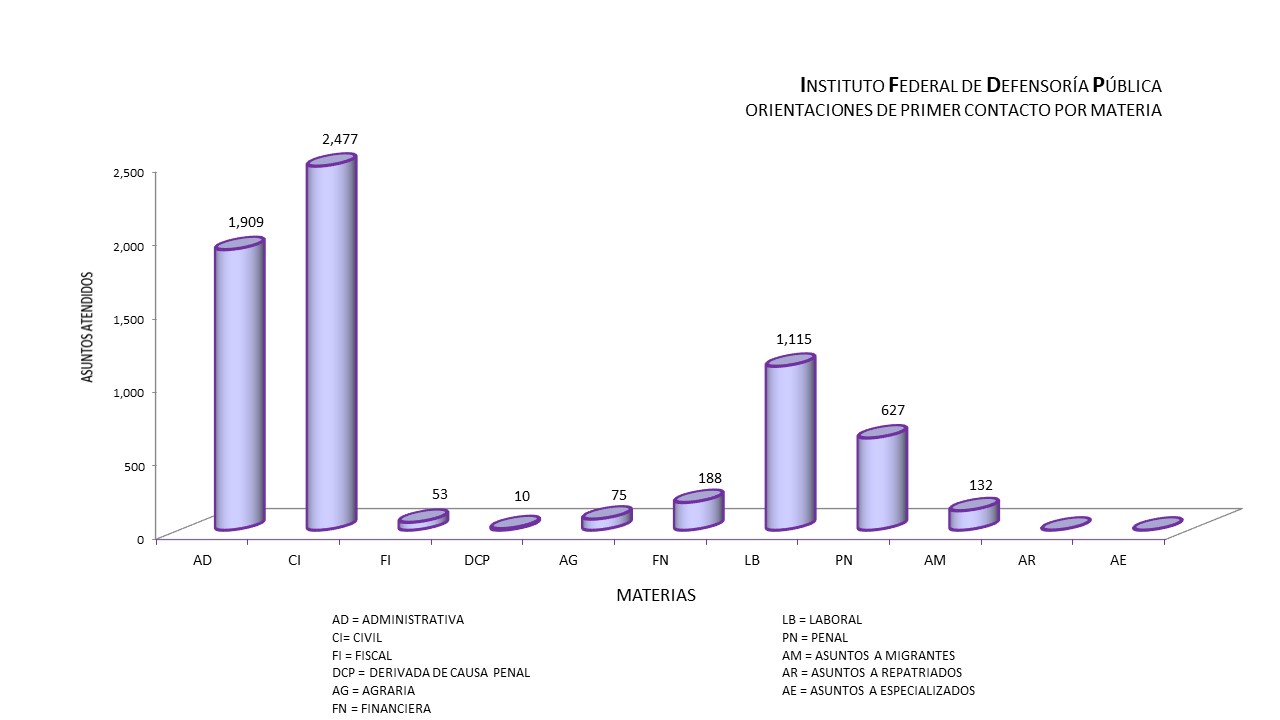 INSTITUTO FEDERAL DE DEFENSORÍA PÚBLICA
ORIENTACIONES DE PRIMER CONTACTO POR MATERIA
2,477
1,909
1,115
627
188
132
75
53
10
2,500
2,000
1,500
1,000
500
0
ASUNTOS ATENDIDOS
AD CI FI DCP AG FN LB PN AM AR AE
MATERIAS
AD = ADMINISTRATIVA
CI= CIVIL
FI = FISCAL
DCP = DERIVADA DE CAUSA PENAL
AG = AGRARIA
FN = FINANCIERA
LB = LABORAL
PN = PENAL
AM = ASUNTOS A MIGRANTES
AR = ASUNTOS A REPATRIADOS
AE = ASUNTOS A ESPECIALIZADOS